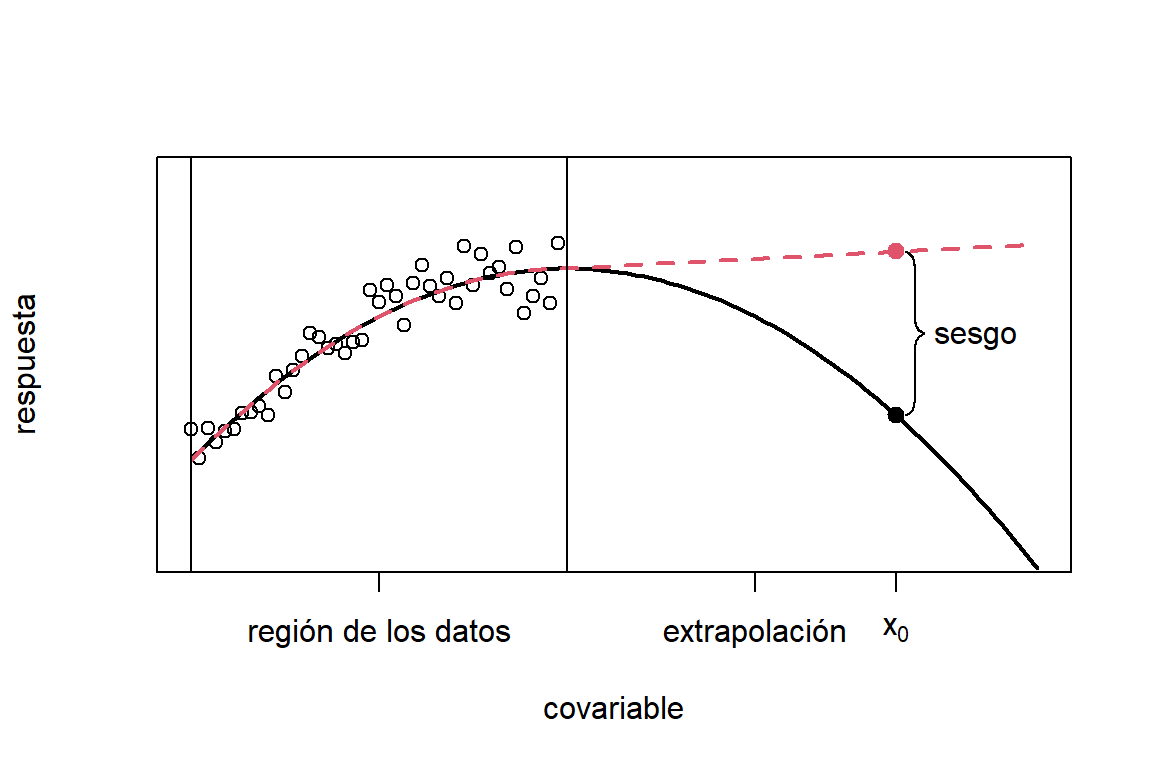 respuesta
sesgo
región de los datos
extrapolación
x₀
covariable